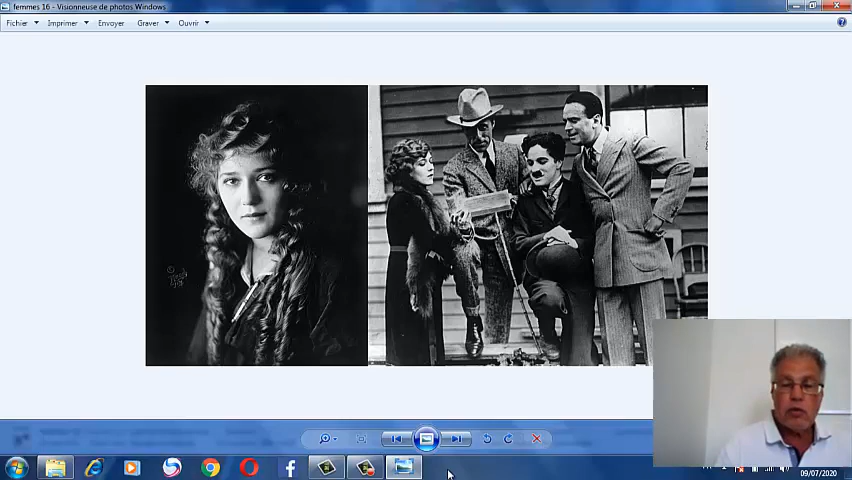 femmes 16 - Visionneuse de photos Windows
Fichier Imprimer Envoyer Graver Ouvrir
09/07/2020